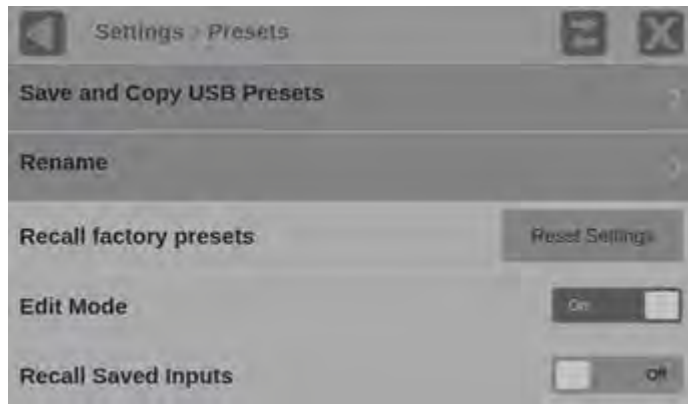 Settings > Presets
Save and Copy USB Presets
Rename
Recall factory presets
Reset Settings
Edit Mode
On
Recall Saved Inputs
Off